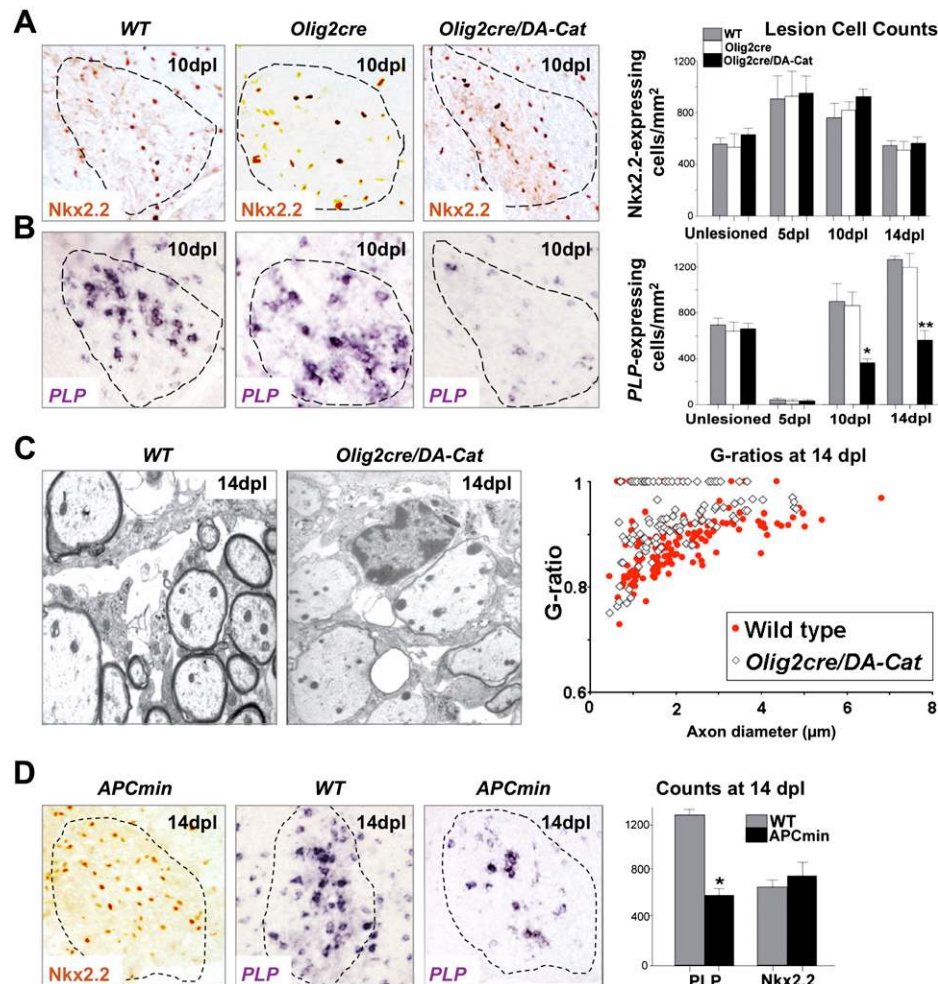 A
WT
Olig2cre
Olig2cre/DA-Cat
10dpl
10dpl
10dpl
Nkx2.2
Nkx2.2
Nkx2.2
Lesion Cell Counts
WT
Olig2cre
Olig2cre/DA-Cat
Nkx2.2-expressing
cells/mm2
1200
800
400
0
Unlesioned
5dpl
10dpl
14dpl
B
10dpl
10dpl
10dpl
PLP
PLP
PLP
PLP-expressing
cells/mm2
1200
800
400
0
*
**
Unlesioned
5dpl
10dpl
14dpl
C
WT
Olig2cre/DA-Cat
14dpl
14dpl
G-ratios at 14 dpl
G-ratio
1
0.8
0.6
Wild type
Olig2cre/DA-Cat
0
2
4
6
8
Axon diameter (µm)
D
APCmin
WT
APCmin
14dpl
14dpl
14dpl
Nkx2.2
PLP
PLP
Counts at 14 dpl
WT
APCmin
1200
800
400
0
*
PLP
Nkx2.2